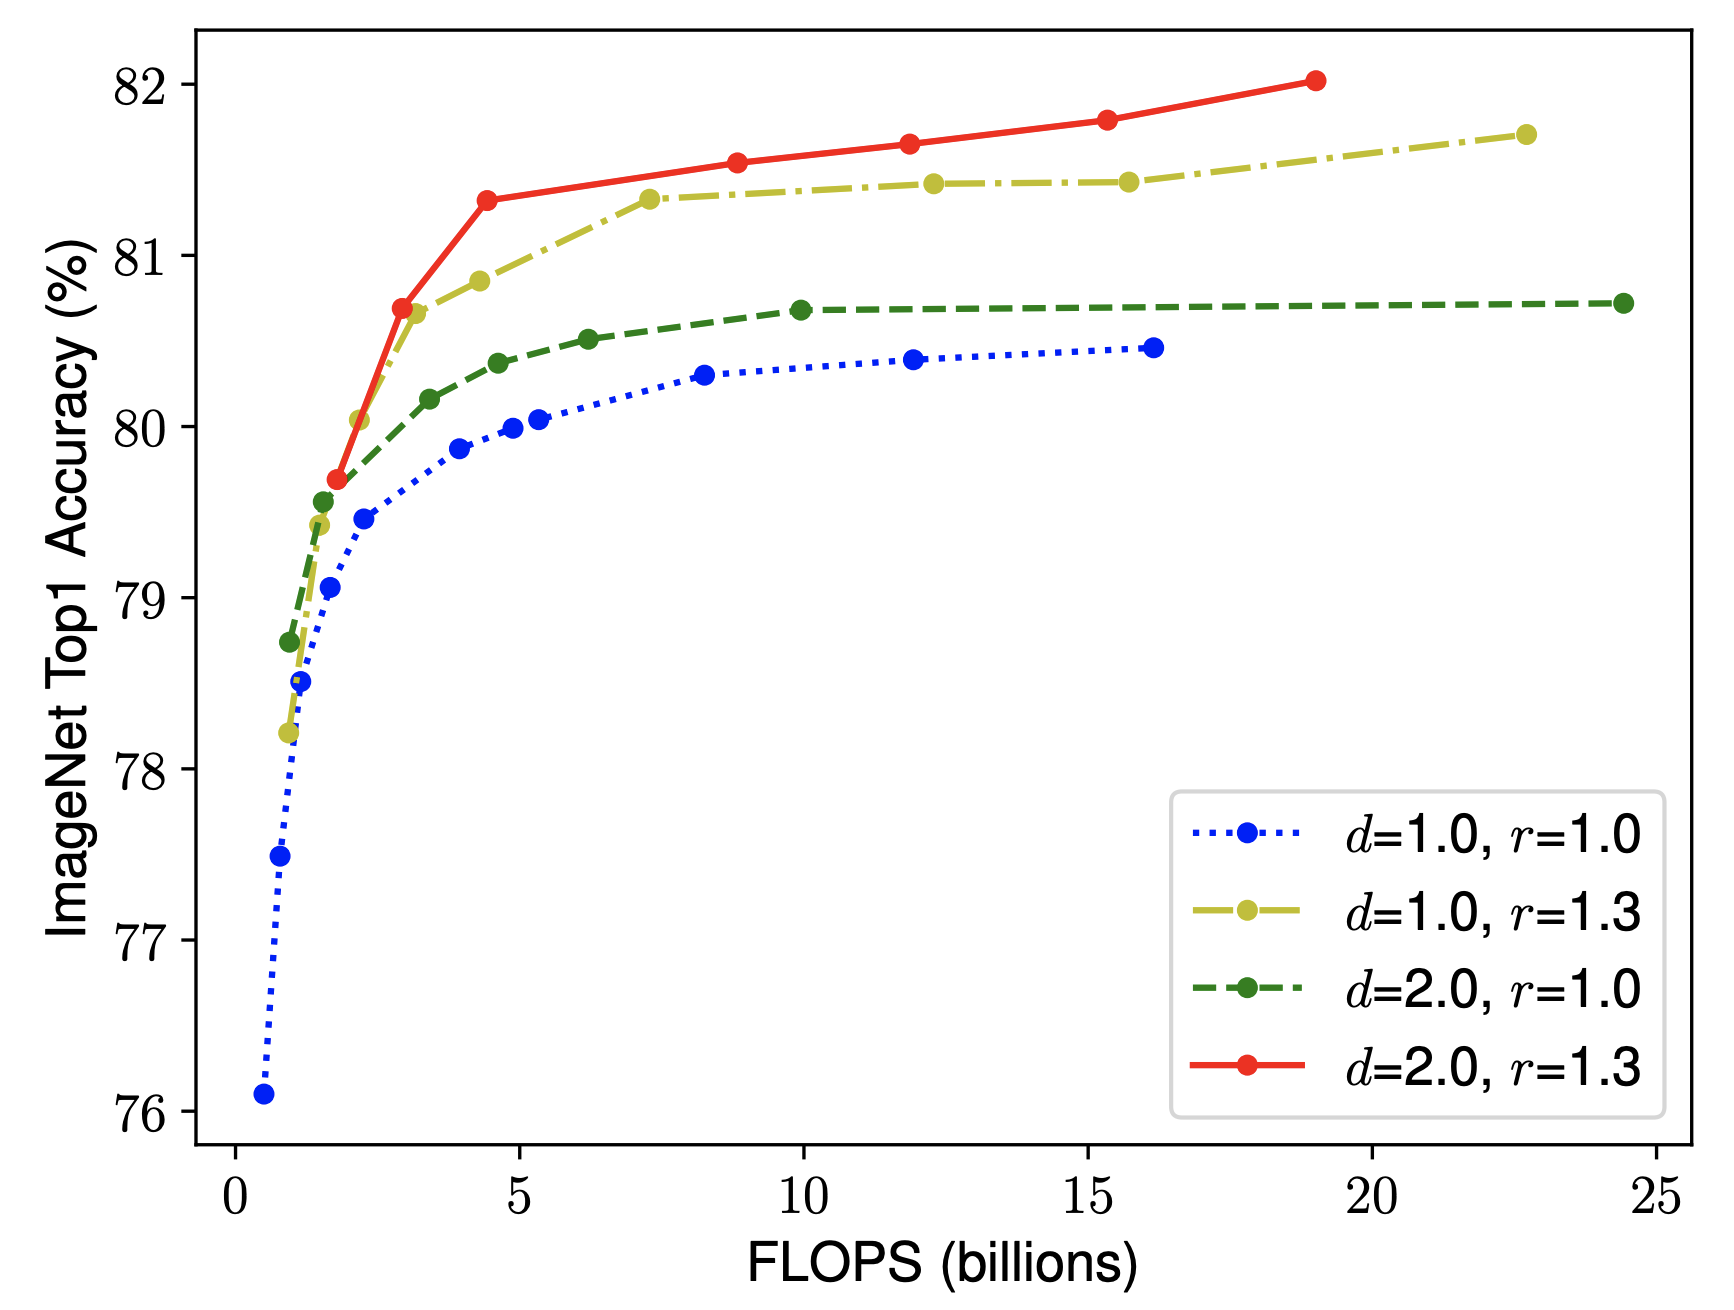 ImageNet Top1 Accuracy (%)
82
81
80
79
78
77
76
d=1.0, r=1.0
d=1.0, r=1.3
d=2.0, r=1.0
d=2.0, r=1.3
0 5 10 15 20 25
FLOPS (billions)